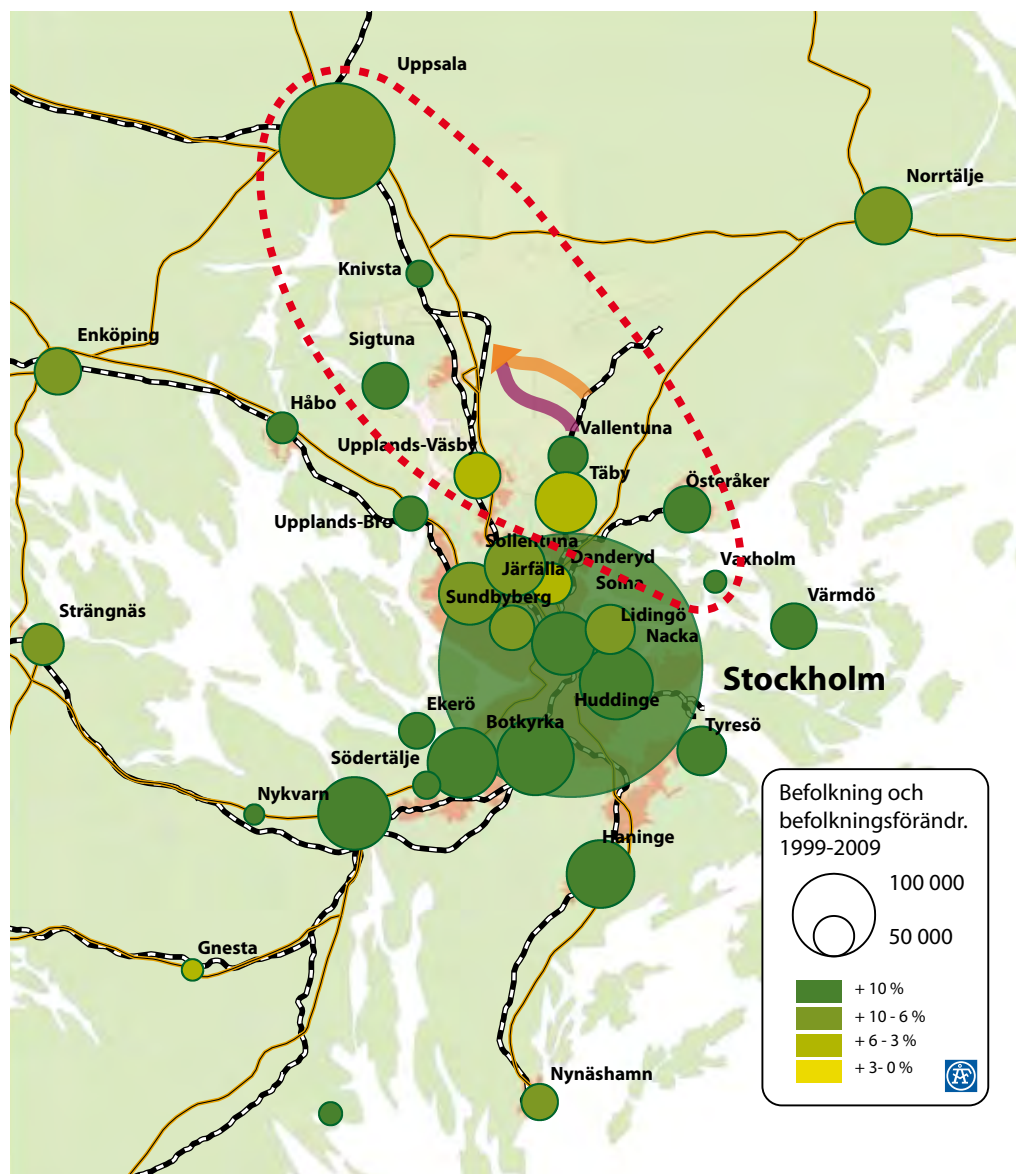 Uppsala
Norrtälje
Knivsta
Enköping
Sigtuna
Håbo
Vallentuna
Upplands-Väsby
Täby
Österåker
Upplands-Bro
Sollentuna
Danderyd
Järfälla
Vaxholm
Solna
Sundbyberg
Värmdö
Strängnäs
Lidingö
Nacka
Stockholm
Huddinge
Ekerö
Botkyrka
Tyresö
Södertälje
Nykvarn
Haninge
Gnesta
Nynäshamn
Befolkning och
befolkningsförändr.
1999-2009
100 000
50 000
+ 10 %
+ 10 - 6 %
+ 6 - 3 %
+ 3- 0 %
ÅF